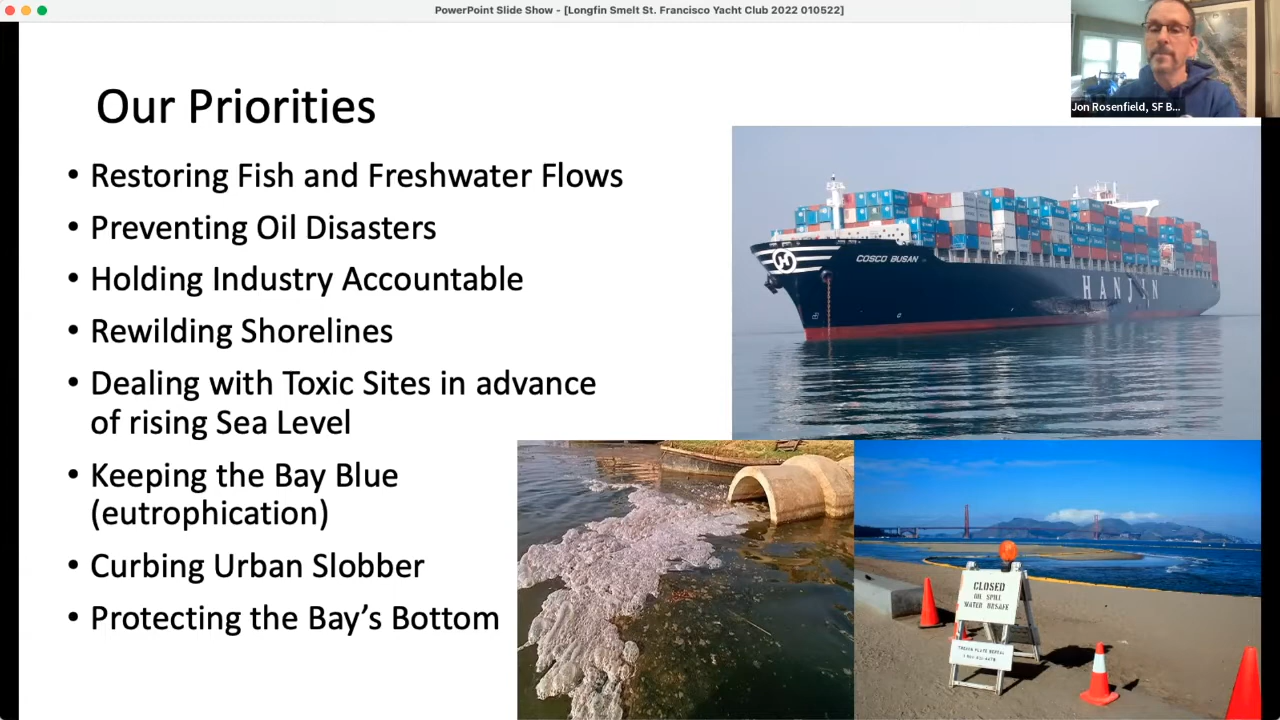 PowerPoint Slide Show - [Longfin Smelt St. Francisco Yacht Club 2022 010522]
Jon Rosenfield, SF B...
Our Priorities
• Restoring Fish and Freshwater Flows
• Preventing Oil Disasters
• Holding Industry Accountable
• Rewilding Shorelines
• Dealing with Toxic Sites in advance
of rising Sea Level
• Keeping the Bay Blue
(eutrophication)
• Curbing Urban Slobber
• Protecting the Bay’s Bottom
COSCO BUSAN
HANJIN
CLOSED
OIL SPILL
WATER UNSAFE